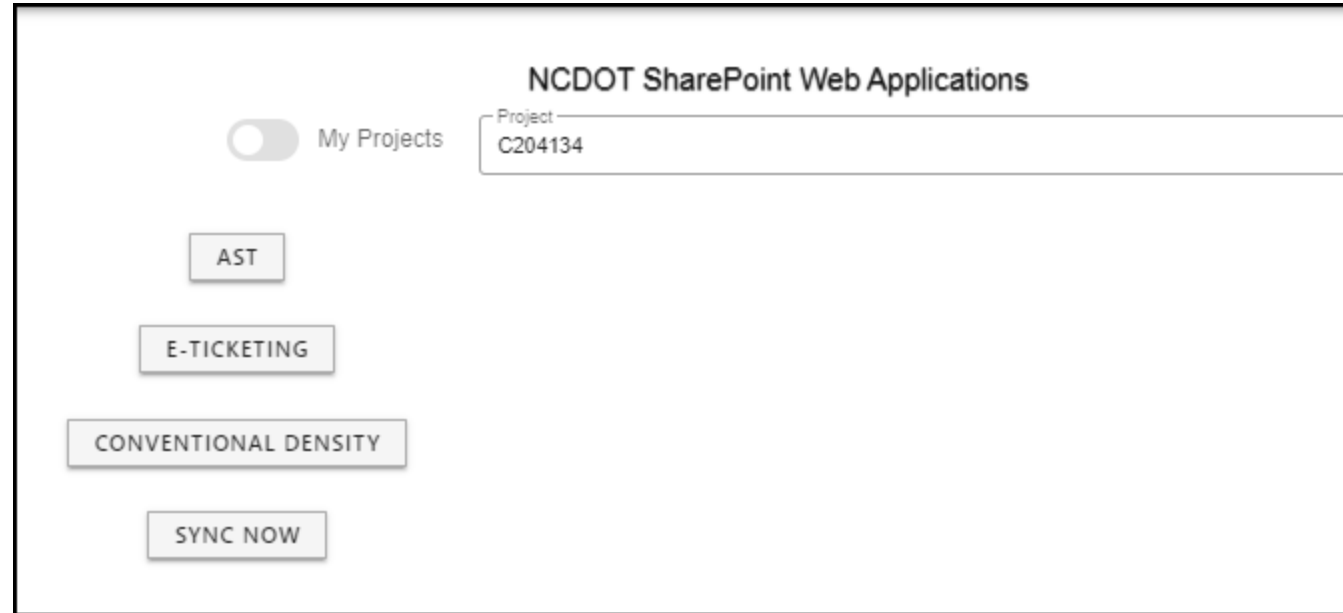 NCDOT SharePoint Web Applications
My Projects
Project
C204134
AST
E-TICKETING
CONVENTIONAL DENSITY
SYNC NOW